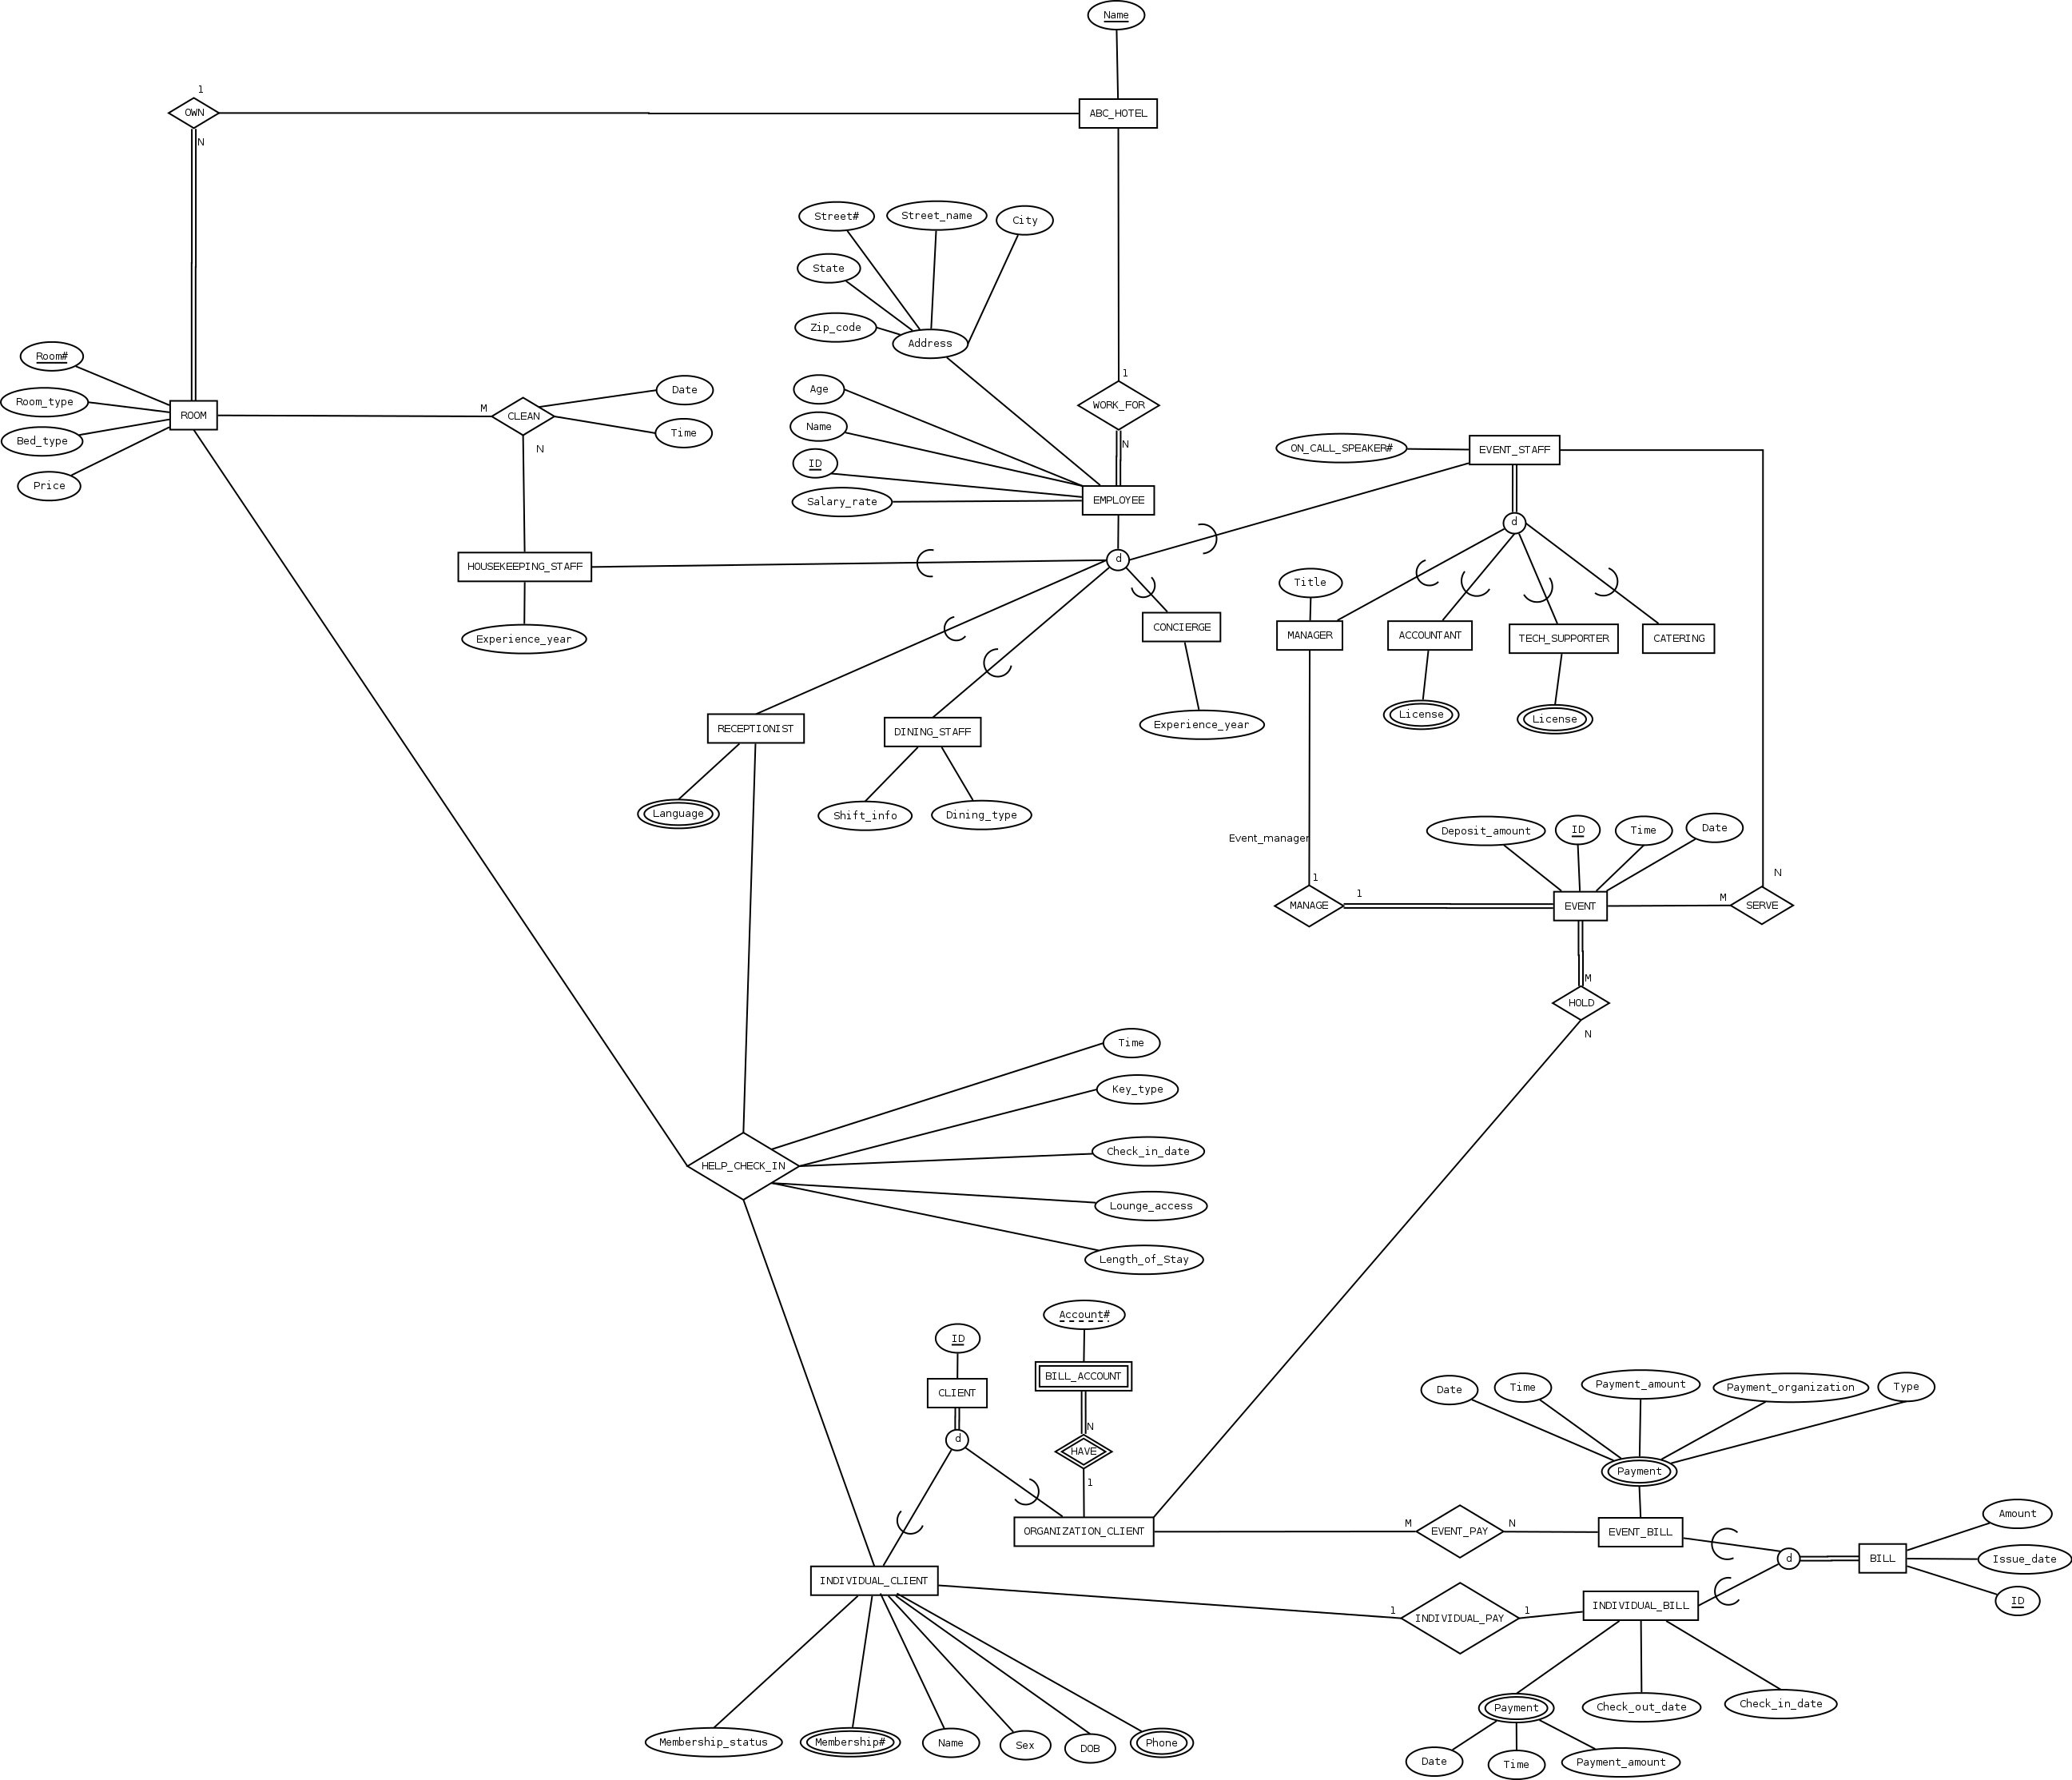 Name
1
OWN
ABC_HOTEL
N
Street#
Street_name
City
State
Zip_code
Address
Room#
Room_type
ROOM
Bed_type
Price
M
CLEAN
N
Date
Time
Age
Name
ID
Salary_rate
1
WORK_FOR
N
EMPLOYEE
d
ON_CALL_SPEAKER#
EVENT_STAFF
d
HOUSEKEEPING_STAFF
Experience_year
CONCIERGE
Experience_year
Title
MANAGER
ACCOUNTANT
TECH_SUPPORTER
CATERING
License
License
RECEPTIONIST
DINING_STAFF
Language
Shift_info
Dining_type
Event_manager
Deposit_amount
ID
Time
Date
1
MANAGE
1
EVENT
M
N
SERVE
M
HOLD
N
Time
Key_type
Check_in_date
HELP_CHECK_IN
Lounge_access
Length_of_Stay
Account#
ID
BILL_ACCOUNT
CLIENT
d
N
HAVE
1
Date
Time
Payment_amount
Payment_organization
Type
Payment
ORGANIZATION_CLIENT
M
EVENT_PAY
N
EVENT_BILL
Amount
d
BILL
Issue_date
ID
INDIVIDUAL_CLIENT
1
INDIVIDUAL_PAY
1
INDIVIDUAL_BILL
Membership_status
Membership#
Name
Sex
DOB
Phone
Payment
Check_out_date
Check_in_date
Date
Time
Payment_amount